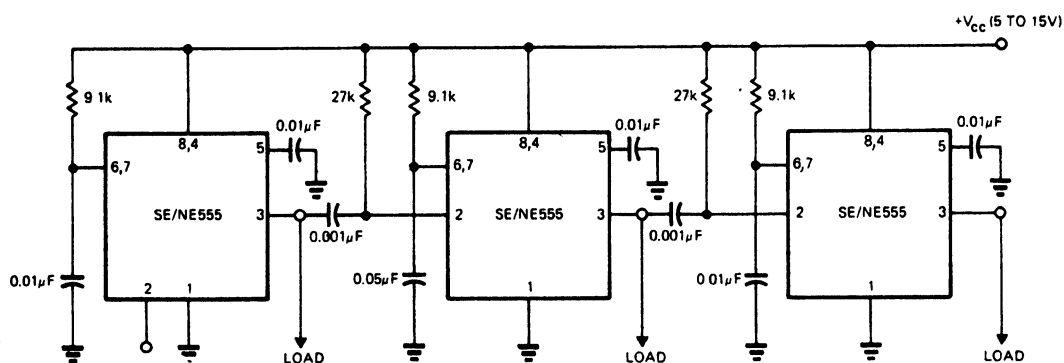 +VCC (5 TO 15V)
9 1k
27k
9.1k
27k
9.1k
8,4
5
0.01µF
6,7
SE/NE555
3
0.001µF
0.01µF
2
1
LOAD
8,4
5
0.01µF
6,7
2
SE/NE555
3
0.001µF
0.05µF
1
LOAD
8,4
5
0.01µF
6,7
2
SE/NE555
3
0 01µF
1
LOAD